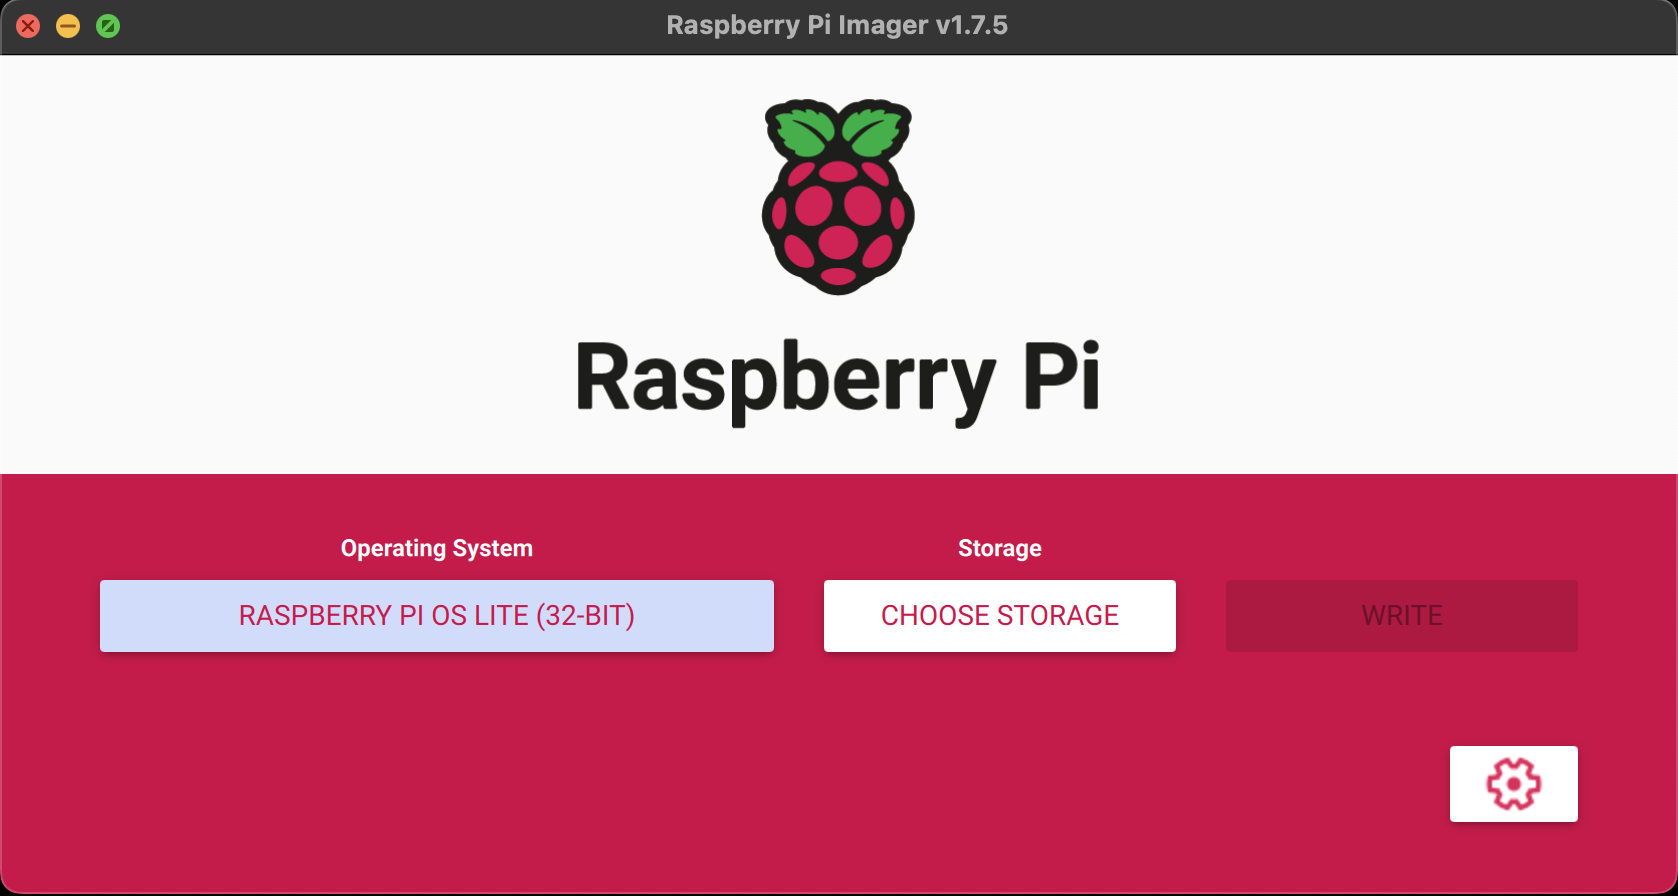 Raspberry Pi Imager v1.7.5
Raspberry Pi
Operating System
Storage
RASPBERRY PI OS LITE (32-BIT)
CHOOSE STORAGE
WRITE